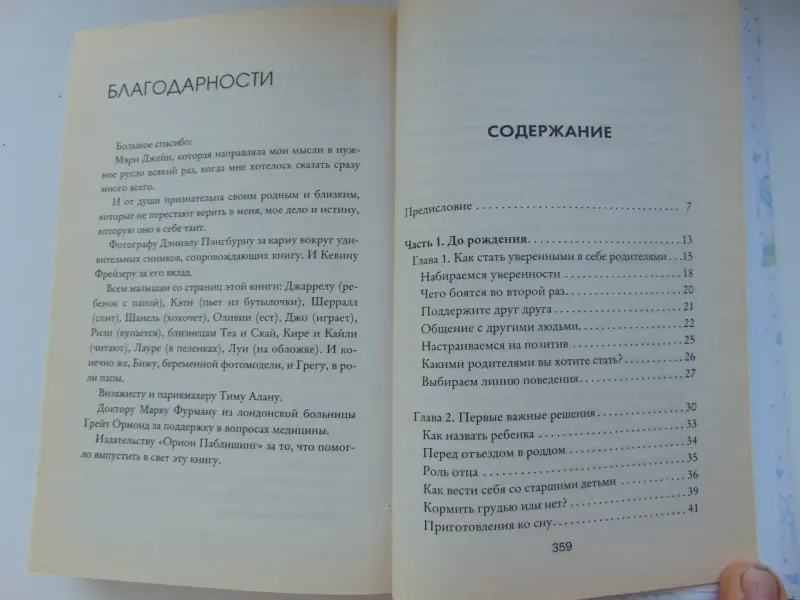 БЛАГОДАРНОСТИ
Большое спасибо:
Мэри Джейн, которая направляла мои мысли в нуж-
ное русло всякий раз, когда мне хотелось сказать сразу
много всего.
И от души признательна своим родным и близким,
которые не перестают верить в меня, мое дело и истину,
которую оно в себе таит.
Фотографу Дэниэлу Пэнгбурну за карму вокруг уди-
вительных снимков, сопровождающих книгу. И Кевину
Фрейзеру за его вклад.
Всем малышам со страниц этой книги: Джаррелу (ре-
бенок с папой), Кэти (пьет из бутылочки), Шерралл
(спит), Шанель (хохочет), Оливии (ест), Джо (играет),
Рили (купается), близнецам Теа и Скай, Кире и Кайли
(читают), Лауре (в пеленках), Луи (на обложке). И ко-
нечно же, Бижу, беременной фотомодели, и Грегу, в ро-
ли папы.
Визажисту и парикмахеру Тиму Алану.
Доктору Марку Фурману из лондонской больницы
Грейт Ормонд за поддержку в вопросах медицины.
Издательству «Орион Паблишинг» за то, что помог-
ло выпустить в свет эту книгу.
СОДЕРЖАНИЕ
Предисловие 7
Часть 1. До рождения 13
Глава 1. Как стать уверенными в себе родителями 15
Набираемся уверенности 18
Чего боятся во второй раз 20
Поддержите друг друга 21
Общение с другими людьми 22
Настраиваемся на позитив 25
Какими родителями вы хотите стать? 26
Выбираем линию поведения 27
Глава 2. Первые важные решения 30
Как назвать ребенка 33
Перед отъездом в роддом 34
Роль отца 35
Как вести себя со старшими детьми 36
Кормить грудью или нет? 39
Приготовления ко сну 41
359